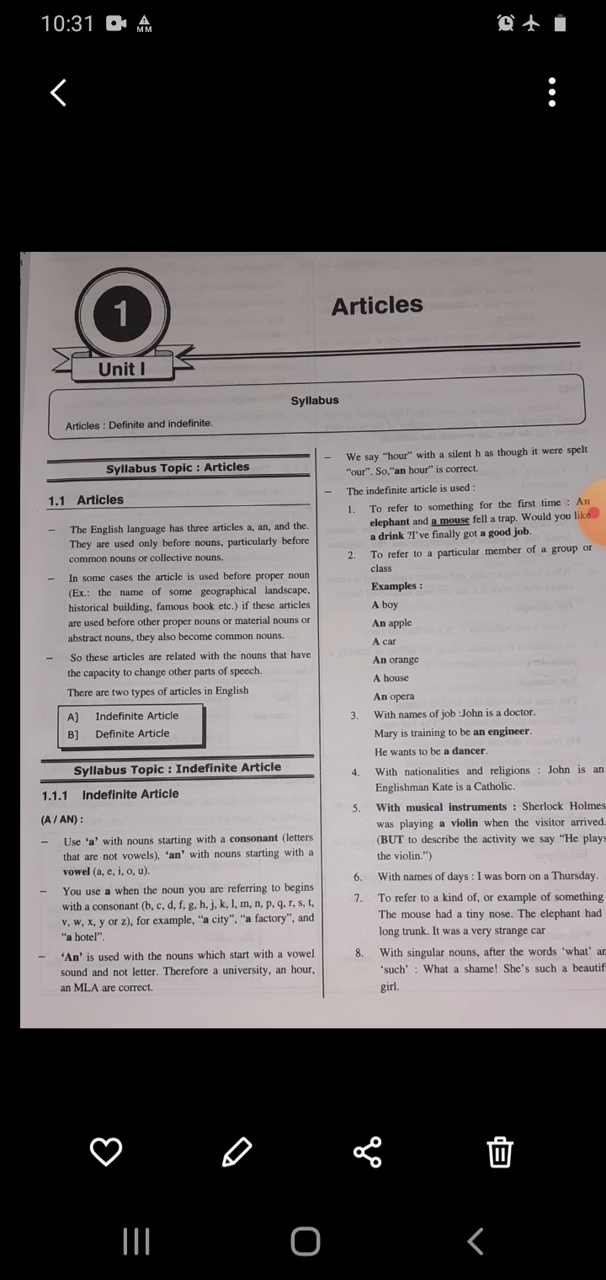 10:31
MM
1
Unit I
Articles
Syllabus
Articles : Definite and indefinite.
Syllabus Topic : Articles
1.1 Articles
– The English language has three articles a, an, and the.
They are used only before nouns, particularly before
common nouns or collective nouns.
– In some cases the article is used before proper noun
(Ex.: the name of some geographical landscape,
historical building, famous book etc.) if these articles
are used before other proper nouns or material nouns or
abstract nouns, they also become common nouns.
– So these articles are related with the nouns that have
the capacity to change other parts of speech.
There are two types of articles in English
A] Indefinite Article
B] Definite Article
Syllabus Topic : Indefinite Article
1.1.1 Indefinite Article
(A / AN) :
– Use ‘a’ with nouns starting with a consonant (letters
that are not vowels), ‘an’ with nouns starting with a
vowel (a, e, i, o, u).
– You use a when the noun you are referring to begins
with a consonant (b, c, d, f, g, h, j, k, l, m, n, p, q, r, s, t,
v, w, x, y or z), for example, “a city”, “a factory”, and
“a hotel”.
– ‘An’ is used with the nouns which start with a vowel
sound and not letter. Therefore a university, an hour,
an MLA are correct.
– We say “hour” with a silent h as though it were spelt
“our”. So,“an hour” is correct.
– The indefinite article is used :
1. To refer to something for the first time : An
elephant and a mouse fell a trap. Would you like
a drink ?I’ve finally got a good job.
2. To refer to a particular member of a group or
class
Examples :
A boy
An apple
A car
An orange
A house
An opera
3. With names of job :John is a doctor.
Mary is training to be an engineer.
He wants to be a dancer.
4. With nationalities and religions : John is an
Englishman Kate is a Catholic.
5. With musical instruments : Sherlock Holmes
was playing a violin when the visitor arrived.
(BUT to describe the activity we say “He plays
the violin.”)
6. With names of days : I was born on a Thursday.
7. To refer to a kind of, or example of something
The mouse had a tiny nose. The elephant had
long trunk. It was a very strange car
8. With singular nouns, after the words ‘what’ an
‘such’ : What a shame! She’s such a beautif
girl.